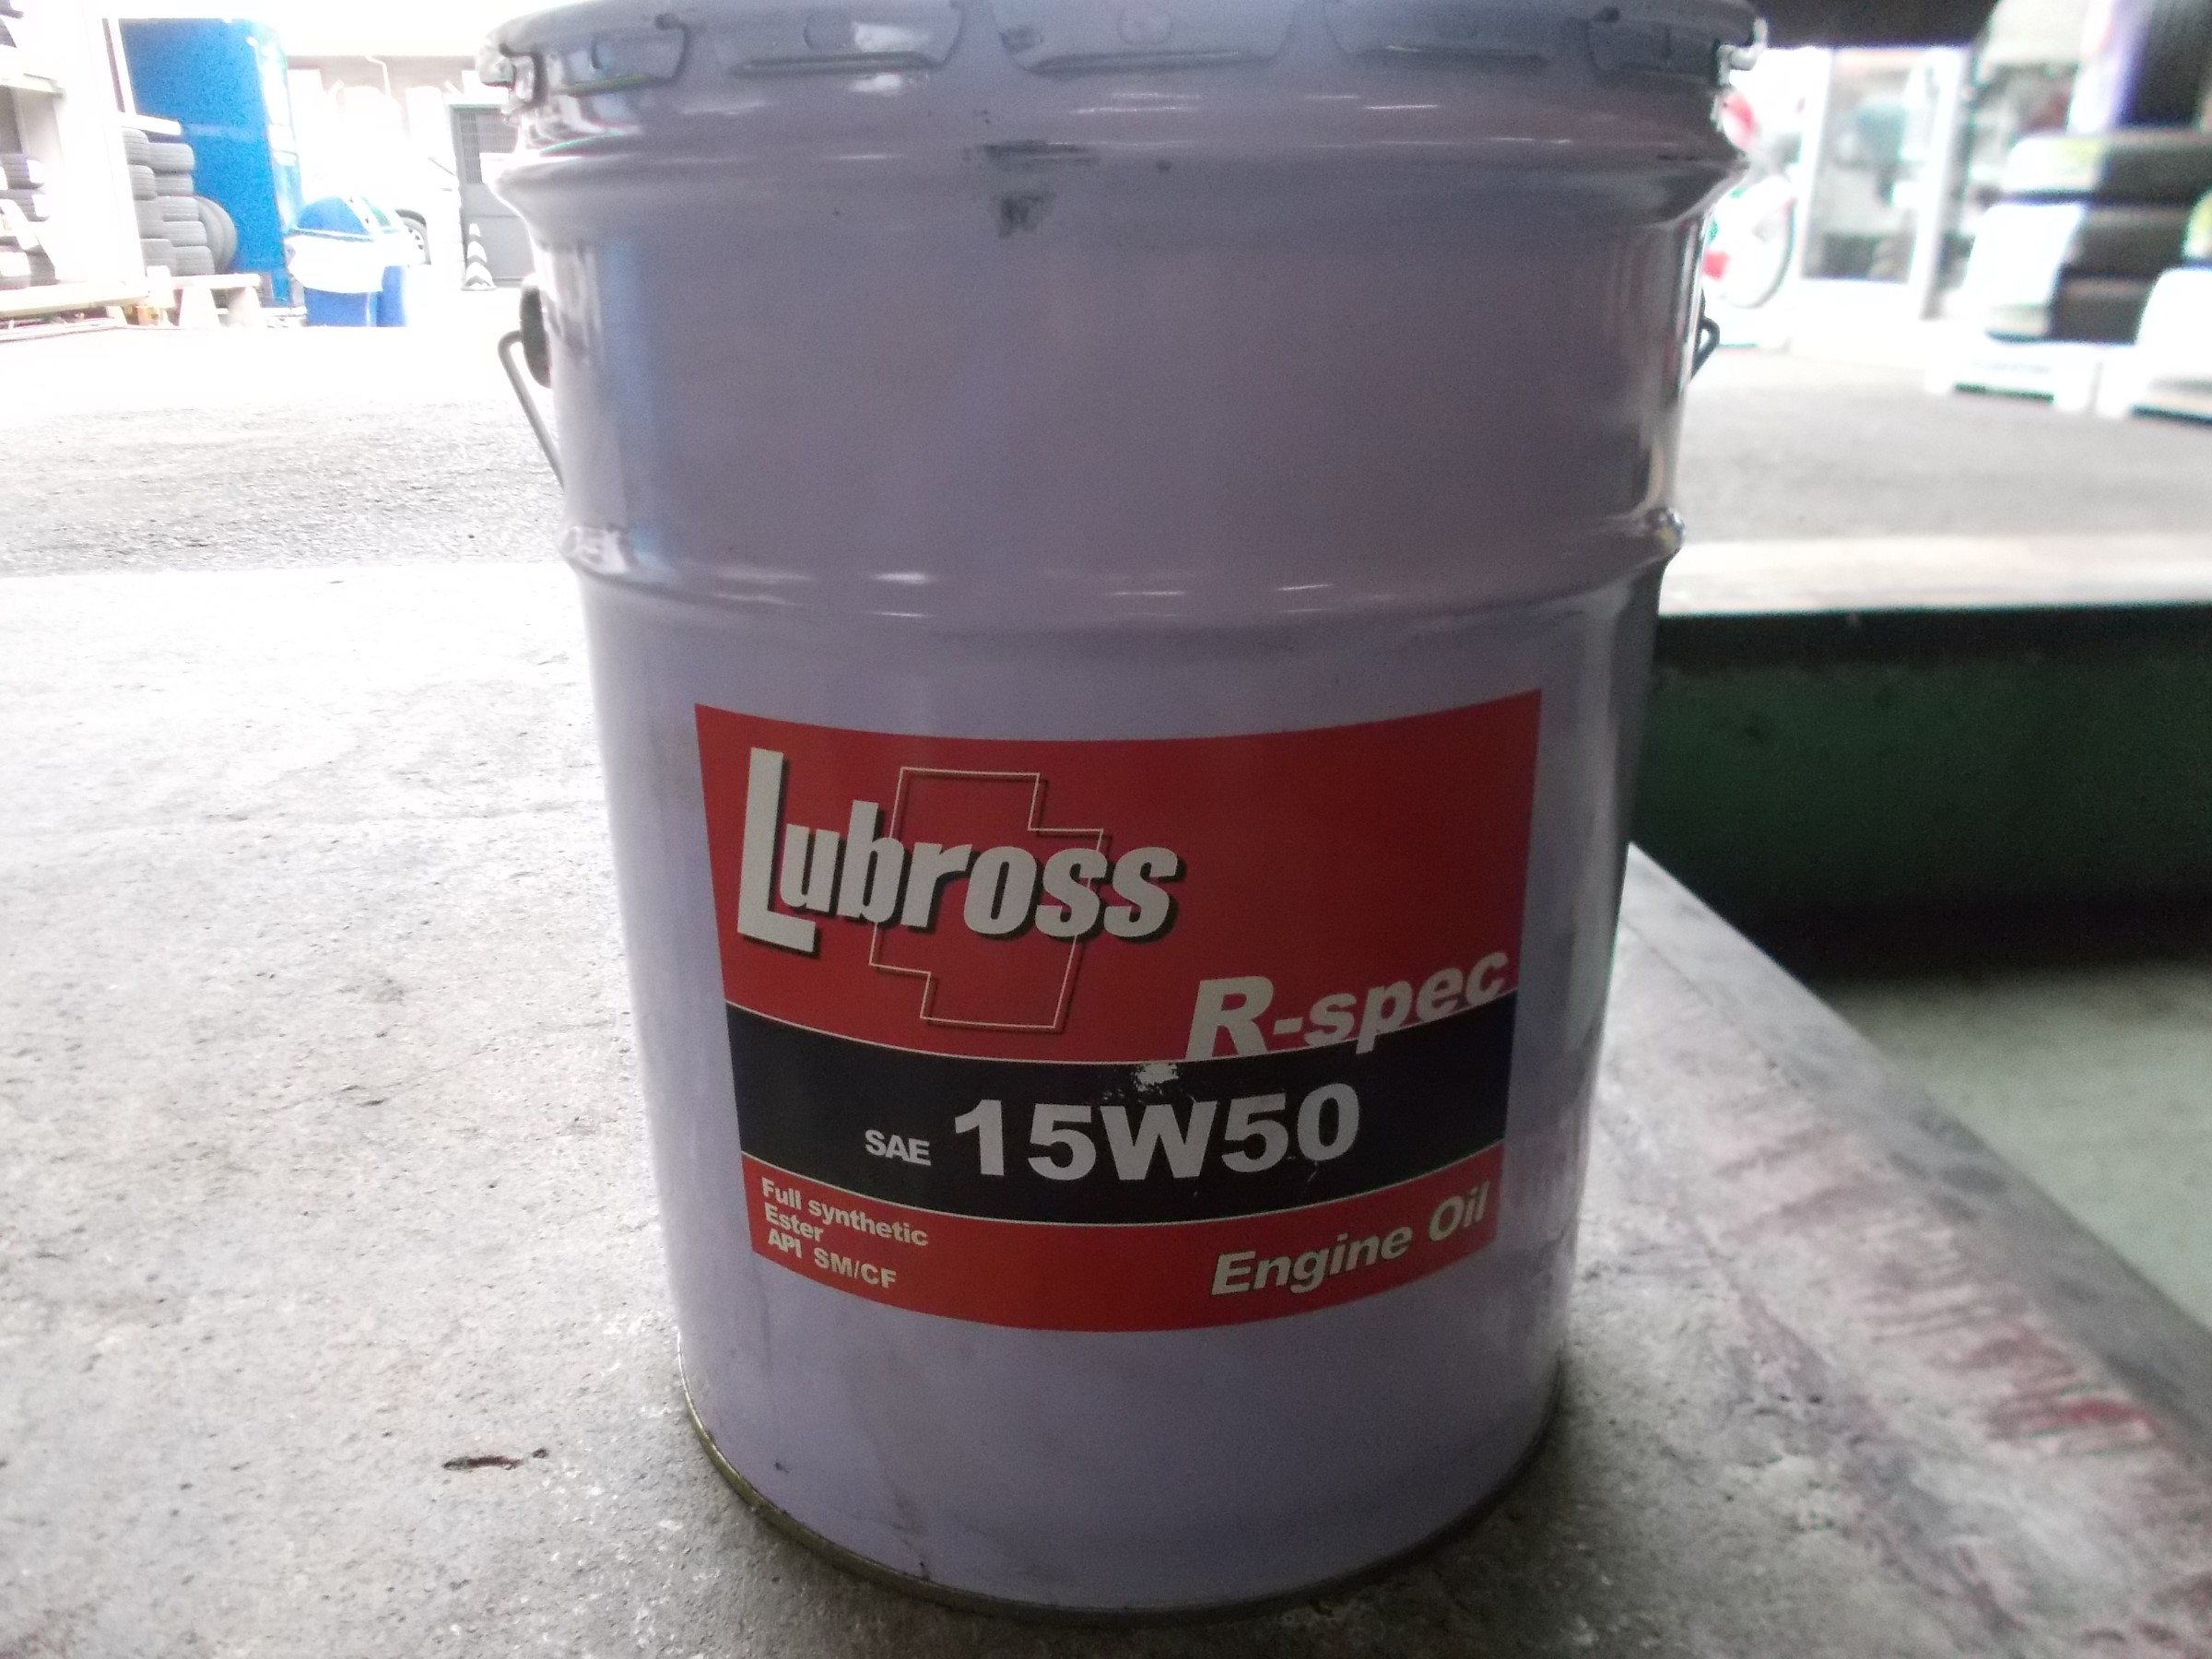 Lubross
R-spec
SAE 15W50
Full synthetic
Ester
API SM/CF
Engine Oil